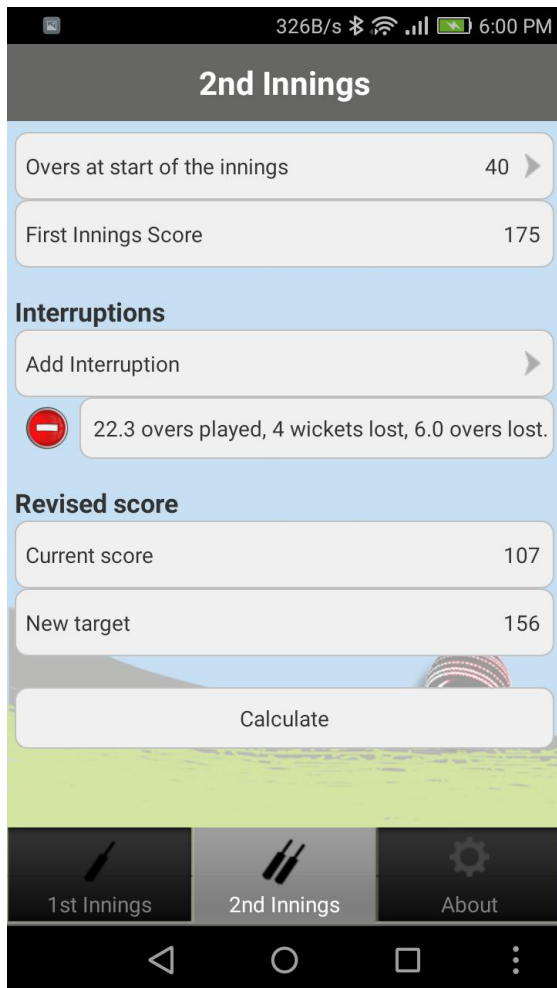 326B/s 6:00 PM
2nd Innings
Overs at start of the innings 40
First Innings Score 175
Interruptions
Add Interruption
22.3 overs played, 4 wickets lost, 6.0 overs lost.
Revised score
Current score 107
New target 156
Calculate
1st Innings 2nd Innings About